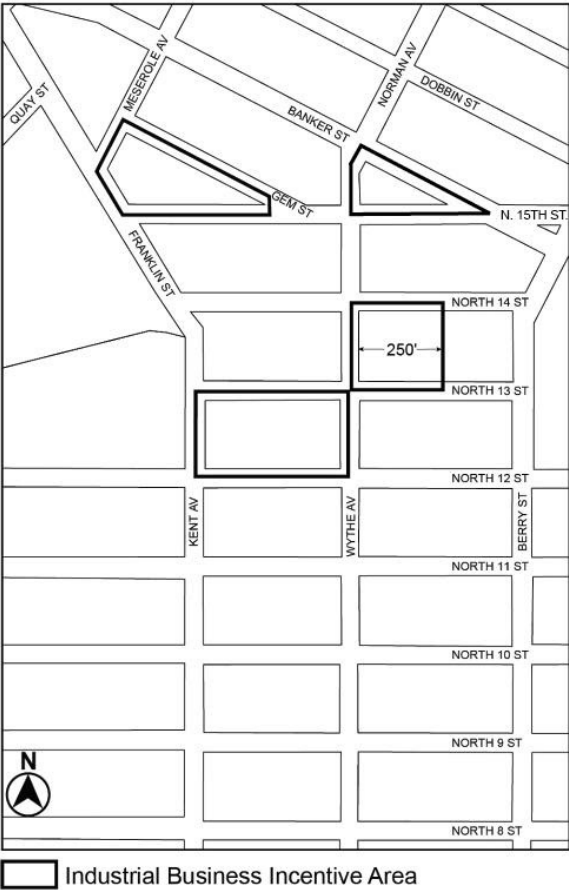 MESEROLE AV
QUAY ST
NORMAN AV
DOBBIN ST
BANKER ST
GEM ST
N. 15TH ST.
FRANKLIN ST
NORTH 14 ST
250'
NORTH 13 ST
NORTH 12 ST
KENT AV
WYTHE AV
BERRY ST
NORTH 11 ST
NORTH 10 ST
NORTH 9 ST
N
NORTH 8 ST
Industrial Business Incentive Area